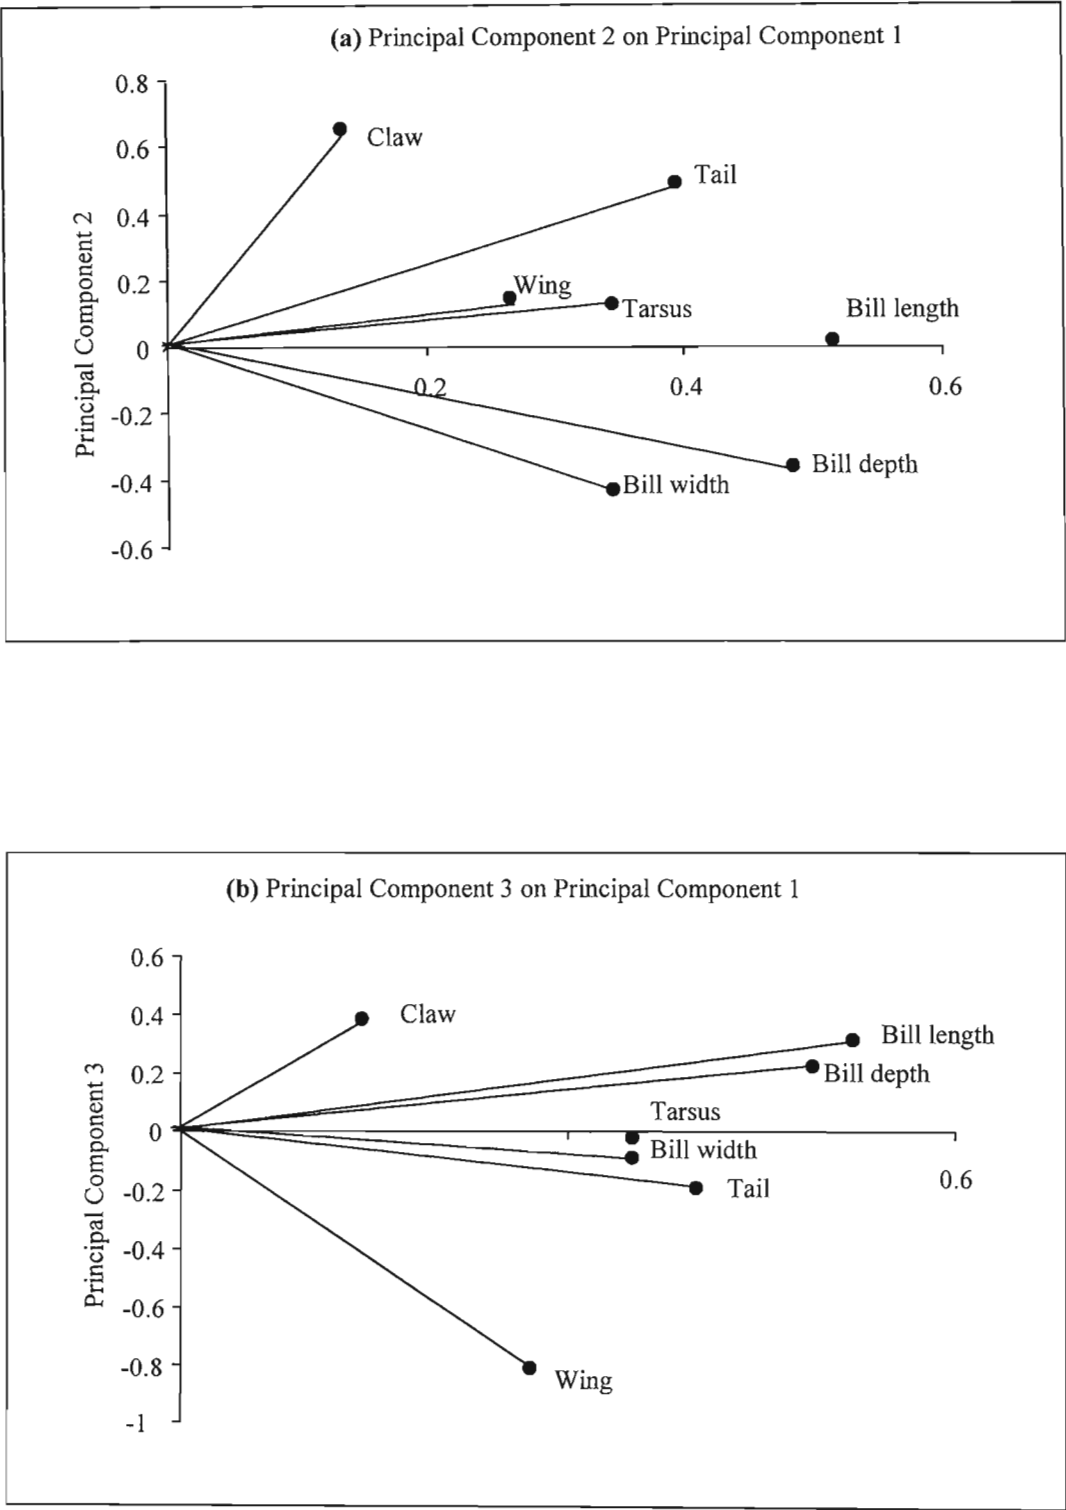 (a) Principal Component 2 on Principal Component 1
0.8
0.6
0.4
0.2
0
-0.2
-0.4
-0.6
Principal Component 2
Claw
Tail
Wing
Tarsus
Bill length
0.2
0.4
0.6
Bill depth
Bill width
(b) Principal Component 3 on Principal Component 1
0.6
0.4
0.2
0
-0.2
-0.4
-0.6
-0.8
-1
Principal Component 3
Claw
Bill length
Bill depth
Tarsus
Bill width
0.6
Tail
Wing